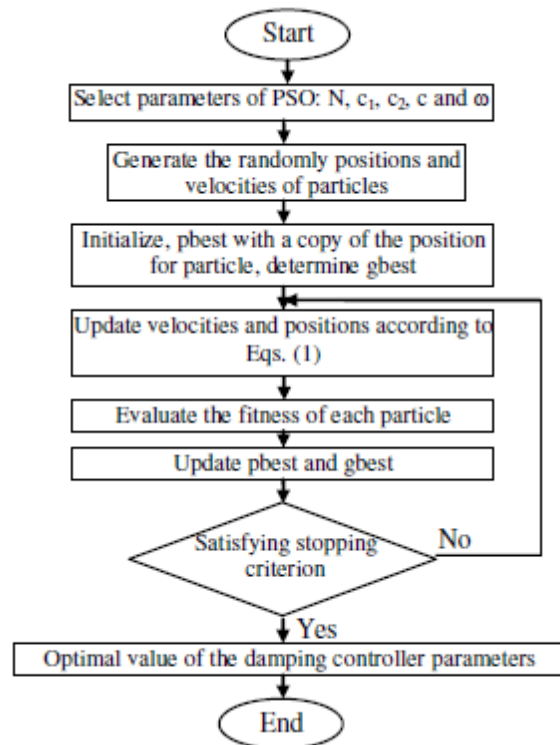 Start
Select parameters of PSO: N, c₁, c₂, c and ω
Generate the randomly positions and
velocities of particles
Initialize, pbest with a copy of the position
for particle, determine gbest
Update velocities and positions according to
Eqs. (1)
Evaluate the fitness of each particle
Update pbest and gbest
Satisfying stopping
criterion
No
Yes
Optimal value of the damping controller parameters
End